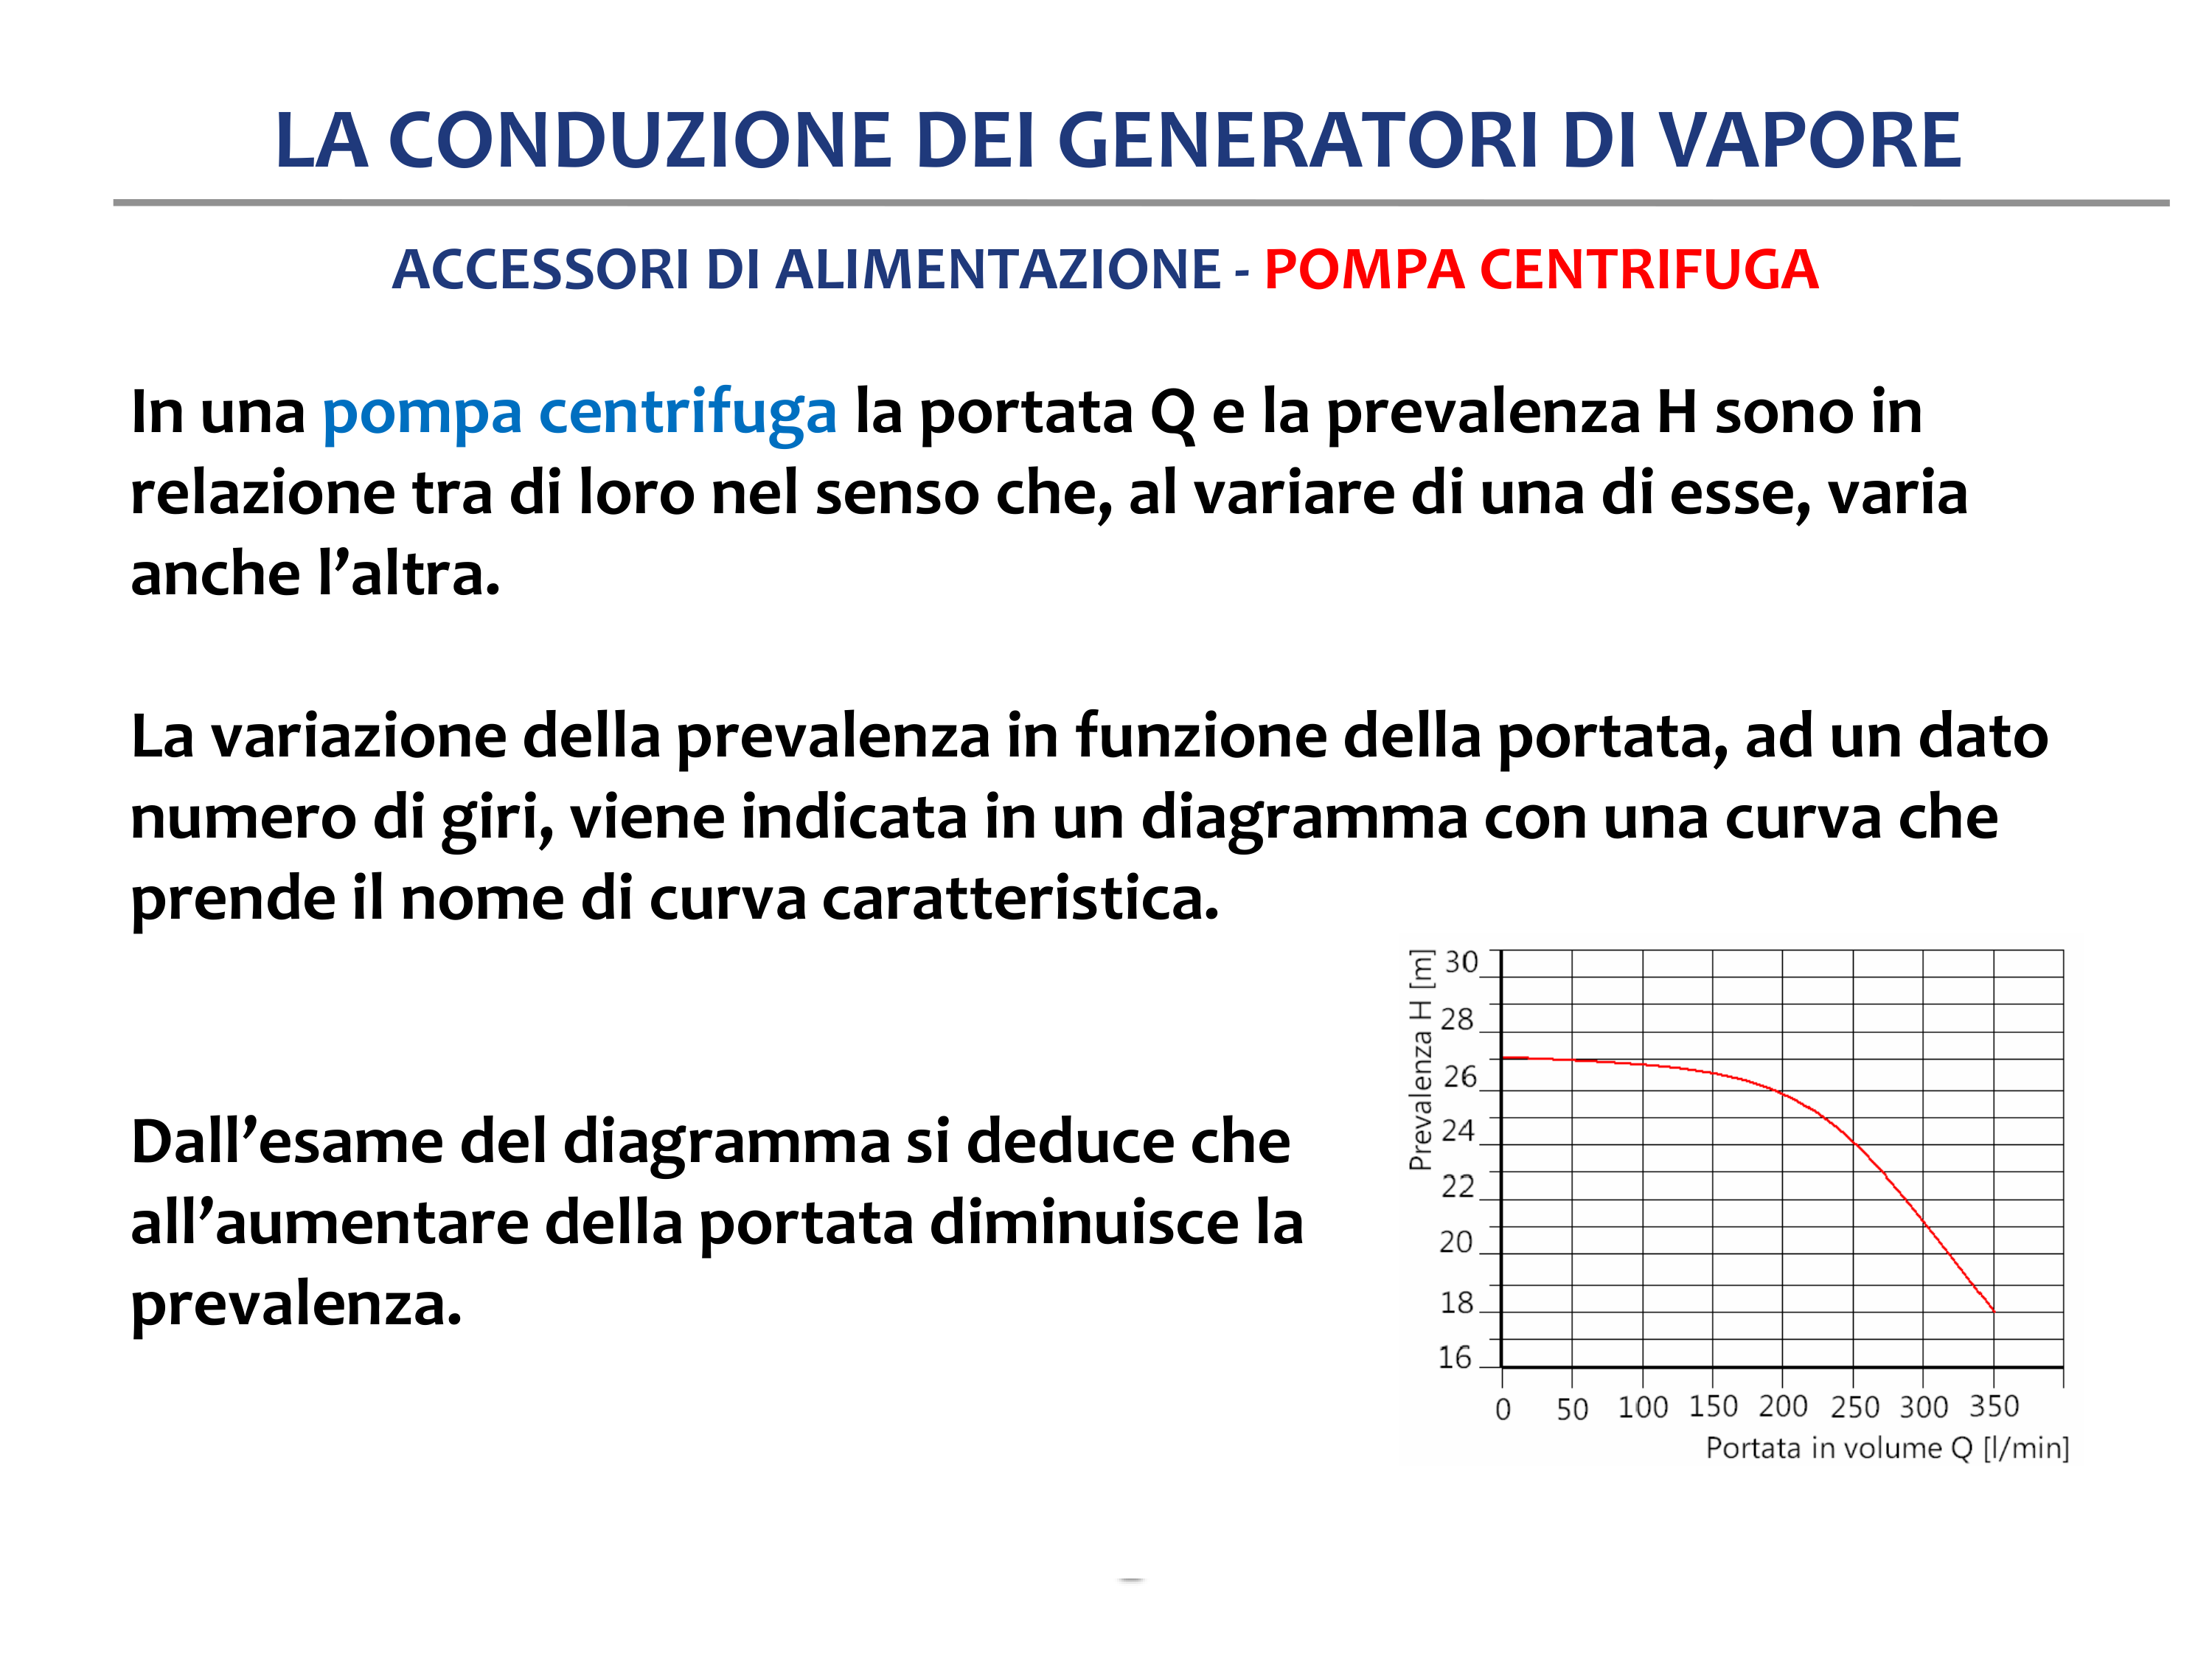 LA CONDUZIONE DEI GENERATORI DI VAPORE
ACCESSORI DI ALIMENTAZIONE - POMPA CENTRIFUGA
In una pompa centrifuga la portata Q e la prevalenza H sono in
relazione tra di loro nel senso che, al variare di una di esse, varia
anche l’altra.
La variazione della prevalenza in funzione della portata, ad un dato
numero di giri, viene indicata in un diagramma con una curva che
prende il nome di curva caratteristica.
Dall’esame del diagramma si deduce che
all’aumentare della portata diminuisce la
prevalenza.
Prevalenza H [m]
30
28
26
24
22
20
18
16
0 50 100 150 200 250 300 350
Portata in volume Q [l/min]